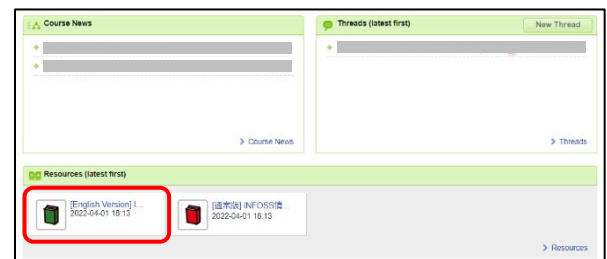 Course News
Threads (latest first)
New Thread
Course News
Threads
Resources (latest first)
[English Version] I...
2022-04-01 18:13
[通常版] INFOSS情...
2022-04-01 18:13
Resources